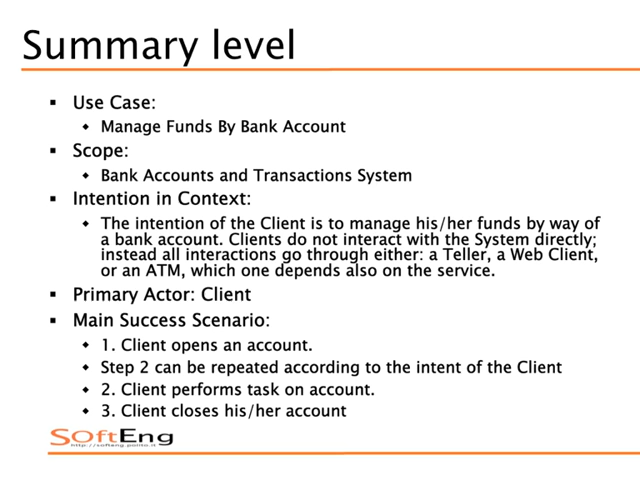 Summary level
▪ Use Case:
◆ Manage Funds By Bank Account
▪ Scope:
◆ Bank Accounts and Transactions System
▪ Intention in Context:
◆ The intention of the Client is to manage his/her funds by way of
a bank account. Clients do not interact with the System directly;
instead all interactions go through either: a Teller, a Web Client,
or an ATM, which one depends also on the service.
▪ Primary Actor: Client
▪ Main Success Scenario:
◆ 1. Client opens an account.
◆ Step 2 can be repeated according to the intent of the Client
◆ 2. Client performs task on account.
◆ 3. Client closes his/her account
SOftEng
http://softeng.polito.it